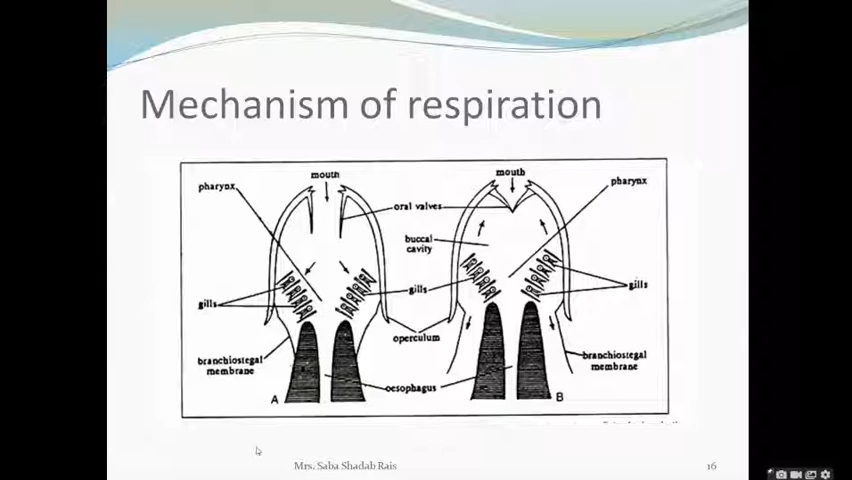 Mechanism of respiration
mouth
mouth
pharynx
pharynx
oral valves
buccal
cavity
gills
gills
gills
operculum
branchiostegal
membrane
branchiostegal
membrane
oesophagus
A
B
Mrs. Saba Shadab Rais
16